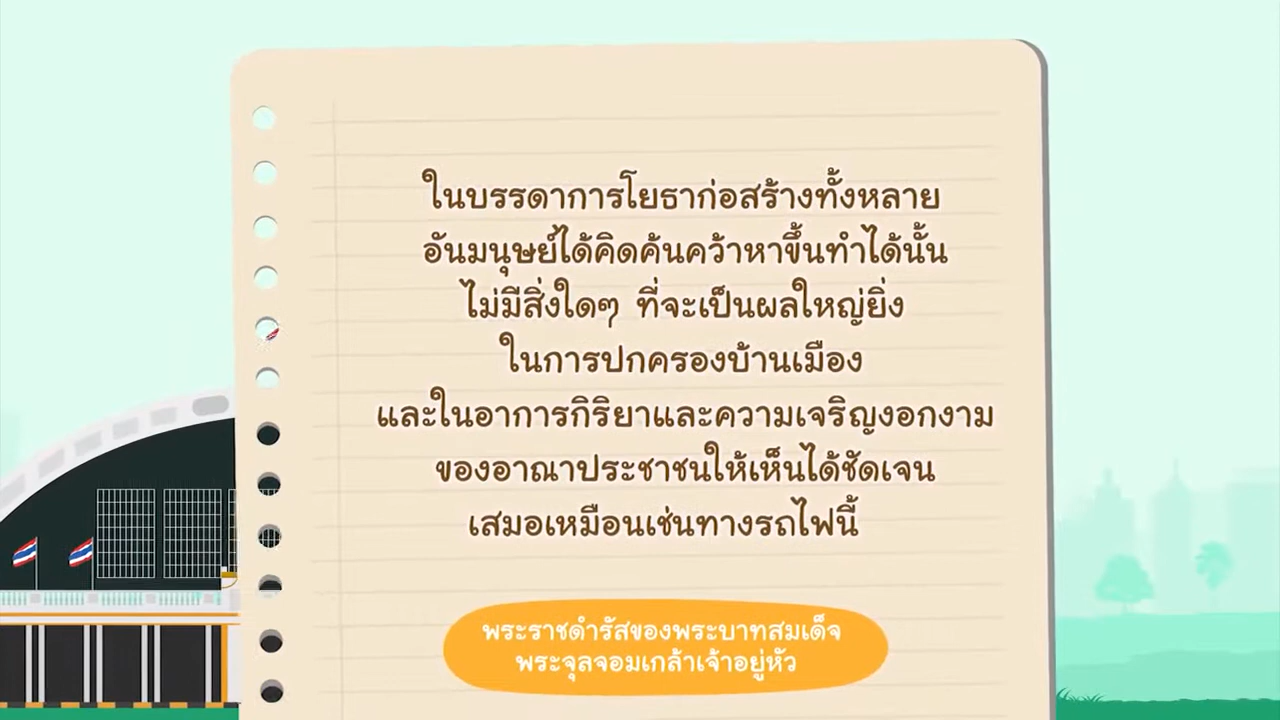 ในบรรดาการโยธาก่อสร้างทั้งหลาย
อันมนุษย์ได้คิดค้นคว้าหาขึ้นทำได้นั้น
ไม่มีสิ่งใดๆ ที่จะเป็นผลใหญ่ยิ่ง
ในการปกครองบ้านเมือง
และในอาการกิริยาและความเจริญงอกงาม
ของอาณาประชาชนให้เห็นได้ชัดเจน
เสมอเหมือนเช่นทางรถไฟนี้
พระราชดำรัสของพระบาทสมเด็จ
พระจุลจอมเกล้าเจ้าอยู่หัว